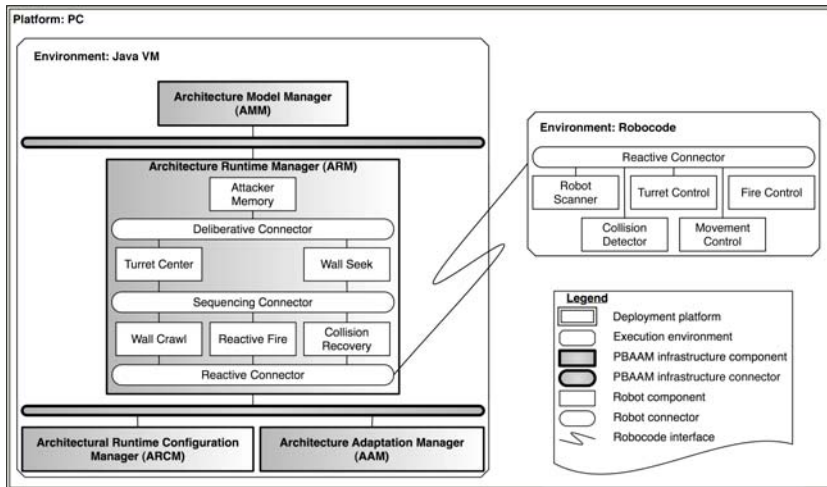 Platform: PC
Environment: Java VM
Architecture Model Manager
(AMM)
Architecture Runtime Manager (ARM)
Attacker
Memory
Deliberative Connector
Turret Center
Wall Seek
Sequencing Connector
Wall Crawl
Reactive Fire
Collision
Recovery
Reactive Connector
Architectural Runtime Configuration
Manager (ARCM)
Architecture Adaptation Manager
(AAM)
Environment: Robocode
Reactive Connector
Robot
Scanner
Turret Control
Fire Control
Collision
Detector
Movement
Control
Legend
Deployment platform
Execution environment
PBAAM infrastructure component
PBAAM infrastructure connector
Robot component
Robot connector
Robocode interface